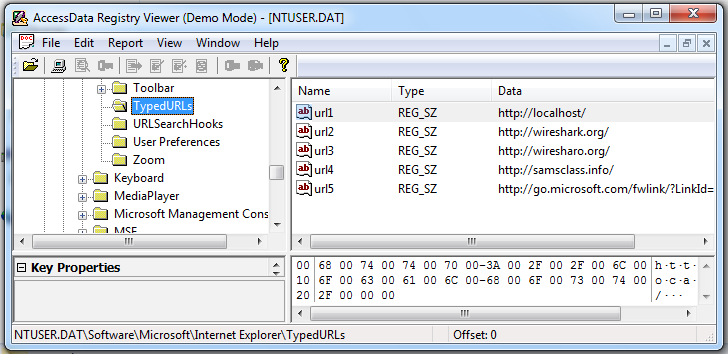 AccessData Registry Viewer (Demo Mode) - [NTUSER.DAT]
File Edit Report View Window Help
Toolbar
TypedURLs
URLSearchHooks
User Preferences
Zoom
Keyboard
MediaPlayer
Microsoft Management Cons
MSF
Name Type Data
url1 REG_SZ http://localhost/
url2 REG_SZ http://wireshark.org/
url3 REG_SZ http://wiresharo.org/
url4 REG_SZ http://samsclass.info/
url5 REG_SZ http://go.microsoft.com/fwlink/?LinkId=
Key Properties
00 68 00 74 00 74 00 70 00-3A 00 2F 00 2F 00 6C 00 h·t·t·
10 6F 00 63 00 61 00 6C 00-68 00 6F 00 73 00 74 00 o·c·a·
20 2F 00 00 00 /···
NTUSER.DAT\Software\Microsoft\Internet Explorer\TypedURLs Offset: 0